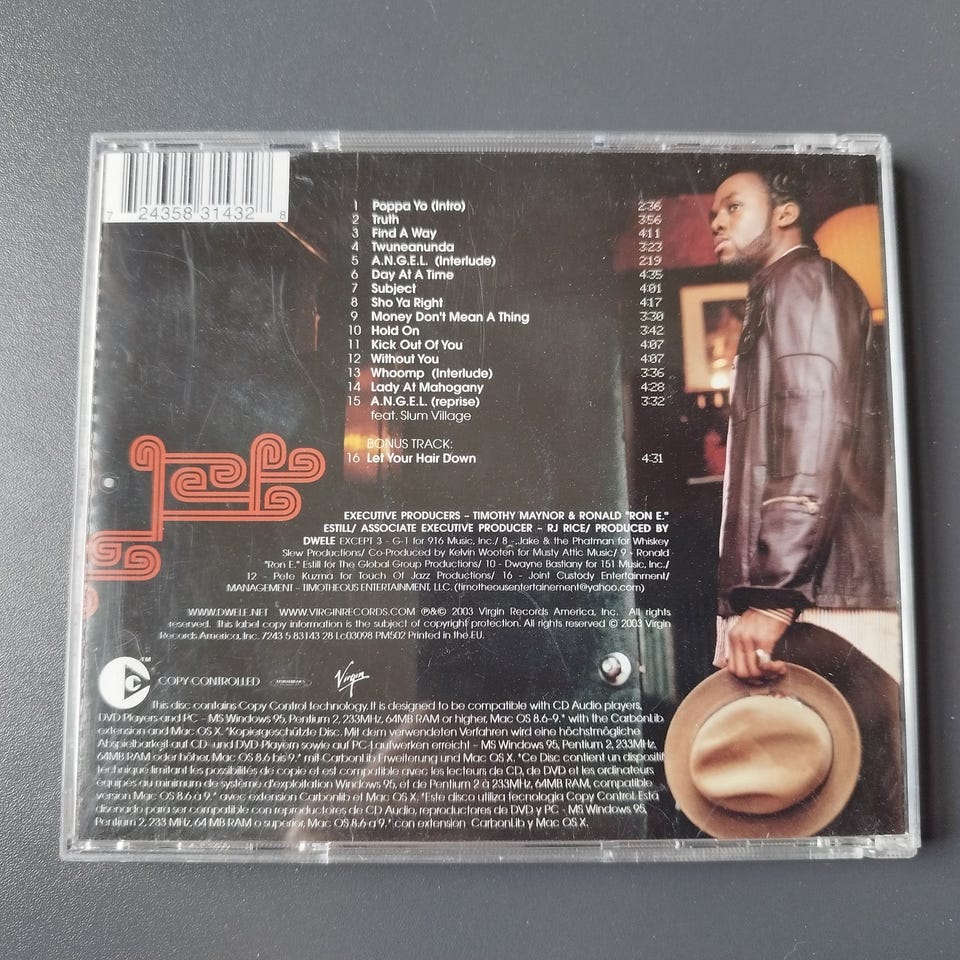 7 24358 31432 8
1 Poppa Yo (Intro) 2:36
2 Truth 3:56
3 Find A Way 4:11
4 Twuneanunda 3:23
5 A.N.G.E.L. (Interlude) 2:19
6 Day At A Time 4:35
7 Subject 4:01
8 Sho Ya Right 4:17
9 Money Don't Mean A Thing 3:30
10 Hold On 3:42
11 Kick Out Of You 4:07
12 Without You 4:07
13 Whoomp (Interlude) 3:36
14 Lady At Mahogany 4:28
15 A.N.G.E.L. (reprise) 3:32
feat. Slum Village
BONUS TRACK:
16 Let Your Hair Down 4:31
EXECUTIVE PRODUCERS – TIMOTHY MAYNOR & RONALD "RON E."
ESTILL/ ASSOCIATE EXECUTIVE PRODUCER – RJ RICE/ PRODUCED BY
DWELE EXCEPT 3 - G-1 for 916 Music, Inc./ 8 - Jake & the Phatman for Whiskey
Slew Productions/ Co-Produced by Kelvin Wooten for Musty Attic Music/ 9 - Ronald
"Ron E." Estill for The Global Group Productions/ 10 - Dwayne Bastiany for 151 Music, Inc./
12 - Pete Kuzma for Touch Of Jazz Productions/ 16 - Joint Custody Entertainment/
MANAGEMENT – TIMOTHEOUS ENTERTAINMENT, LLC. (timotheousentertainement@yahoo.com)
WWW.DWELE.NET WWW.VIRGINRECORDS.COM ℗&© 2003 Virgin Records America, Inc. All rights
reserved. This label copy information is the subject of copyright protection. All rights reserved © 2003 Virgin
Records America, Inc. 7243 5 83143 28 Lc03098 PM502 Printed in the EU.
™ COPY CONTROLLED Virgin
This disc contains Copy Control technology. It is designed to be compatible with CD Audio players,
DVD Players and PC – MS Windows 95, Pentium 2, 233MHz, 64MB RAM or higher, Mac OS 8.6-9,* with the CarbonLib
extension and Mac OS X. *Kopiergeschützte Disc. Mit dem verwendeten Verfahren wird eine höchstmögliche
Abspielbarkeit auf CD- und DVD-Playern sowie auf PC-Laufwerken erreicht – MS Windows 95, Pentium 2, 233MHz,
64MB RAM oder höher, Mac OS 8.6 bis 9,* mit CarbonLib Erweiterung und Mac OS X. *Ce Disc contient un dispositif
technique limitant les possibilités de copie et est compatible avec les lecteurs de CD, de DVD et les ordinateurs
équipés au minimum de système d'exploitation Windows 95, et de Pentium 2 à 233MHz, 64MB RAM, compatible
version Mac OS 8.6 à 9,* avec extension Carbonlib et Mac OS X. *Este disco utiliza tecnologia Copy Control. Está
diseñado para ser compatible con reproductores de CD Audio, reproductores de DVD y PC - MS Windows 95,
Pentium 2, 233 MHz, 64 MB RAM o superior, Mac OS 8.6 a 9,* con extension CarbonLib y Mac OS X.